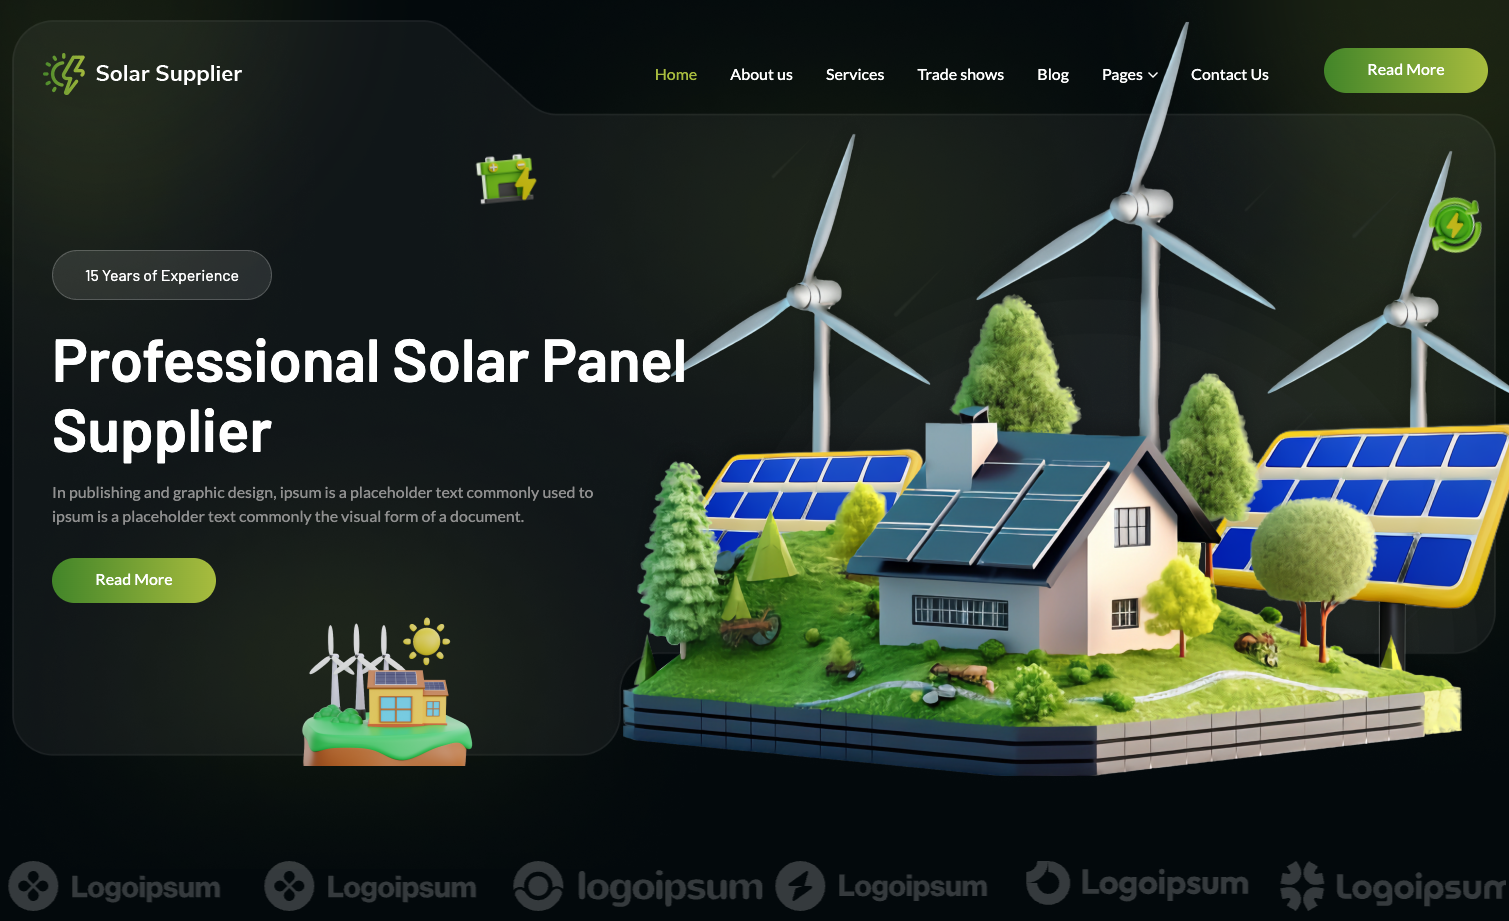 Solar Supplier
Home About us Services Trade shows Blog Pages Contact Us
Read More
15 Years of Experience
Professional Solar Panel
Supplier
In publishing and graphic design, ipsum is a placeholder text commonly used to
ipsum is a placeholder text commonly the visual form of a document.
Read More
Logoipsum Logoipsum logoipsum Logoipsum Logoipsum Logoipsum